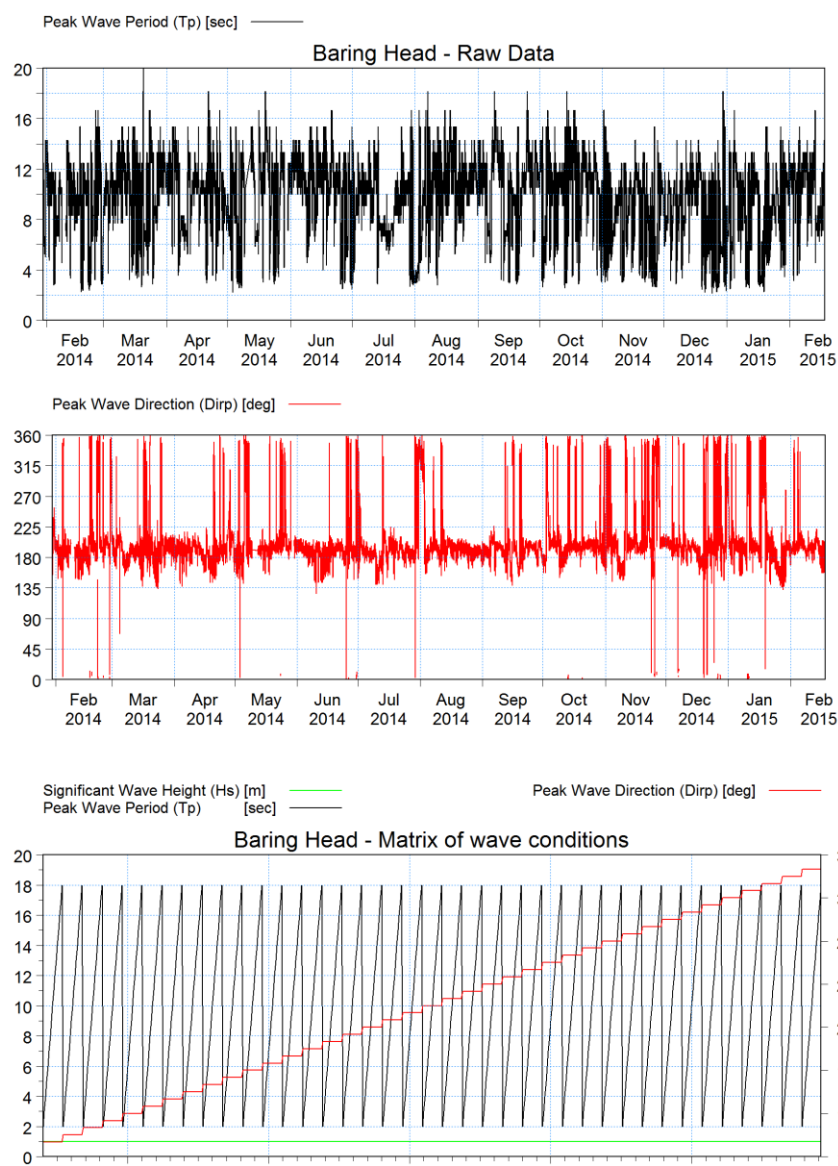 Peak Wave Period (Tp) [sec]
Baring Head - Raw Data
20
16
12
8
4
0
Feb Mar Apr May Jun Jul Aug Sep Oct Nov Dec Jan Feb
2014 2014 2014 2014 2014 2014 2014 2014 2014 2014 2014 2015 2015
Peak Wave Direction (Dirp) [deg]
360
315
270
225
180
135
90
45
0
Feb Mar Apr May Jun Jul Aug Sep Oct Nov Dec Jan Feb
2014 2014 2014 2014 2014 2014 2014 2014 2014 2014 2014 2015 2015
Significant Wave Height (Hs) [m] Peak Wave Direction (Dirp) [deg]
Peak Wave Period (Tp) [sec]
Baring Head - Matrix of wave conditions
20
18
16
14
12
10
8
6
4
2
0